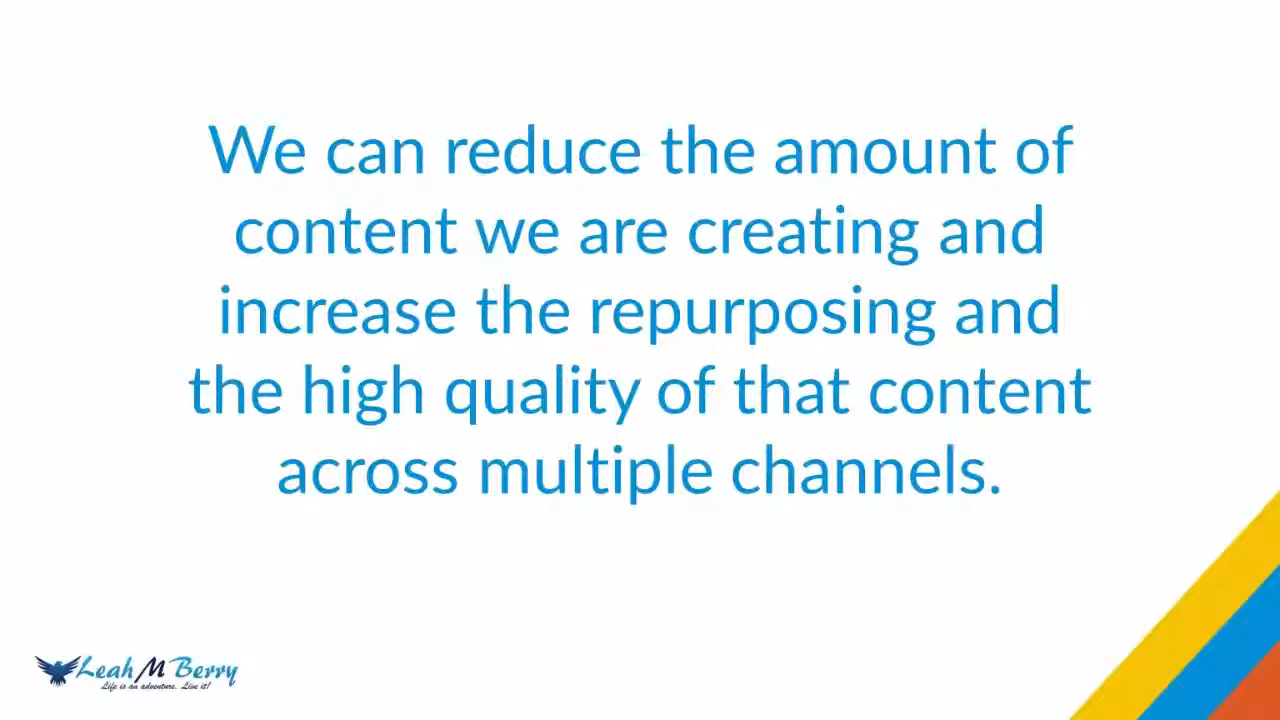 We can reduce the amount of
content we are creating and
increase the repurposing and
the high quality of that content
across multiple channels.
Leah M Berry
Life is an adventure. Live it!